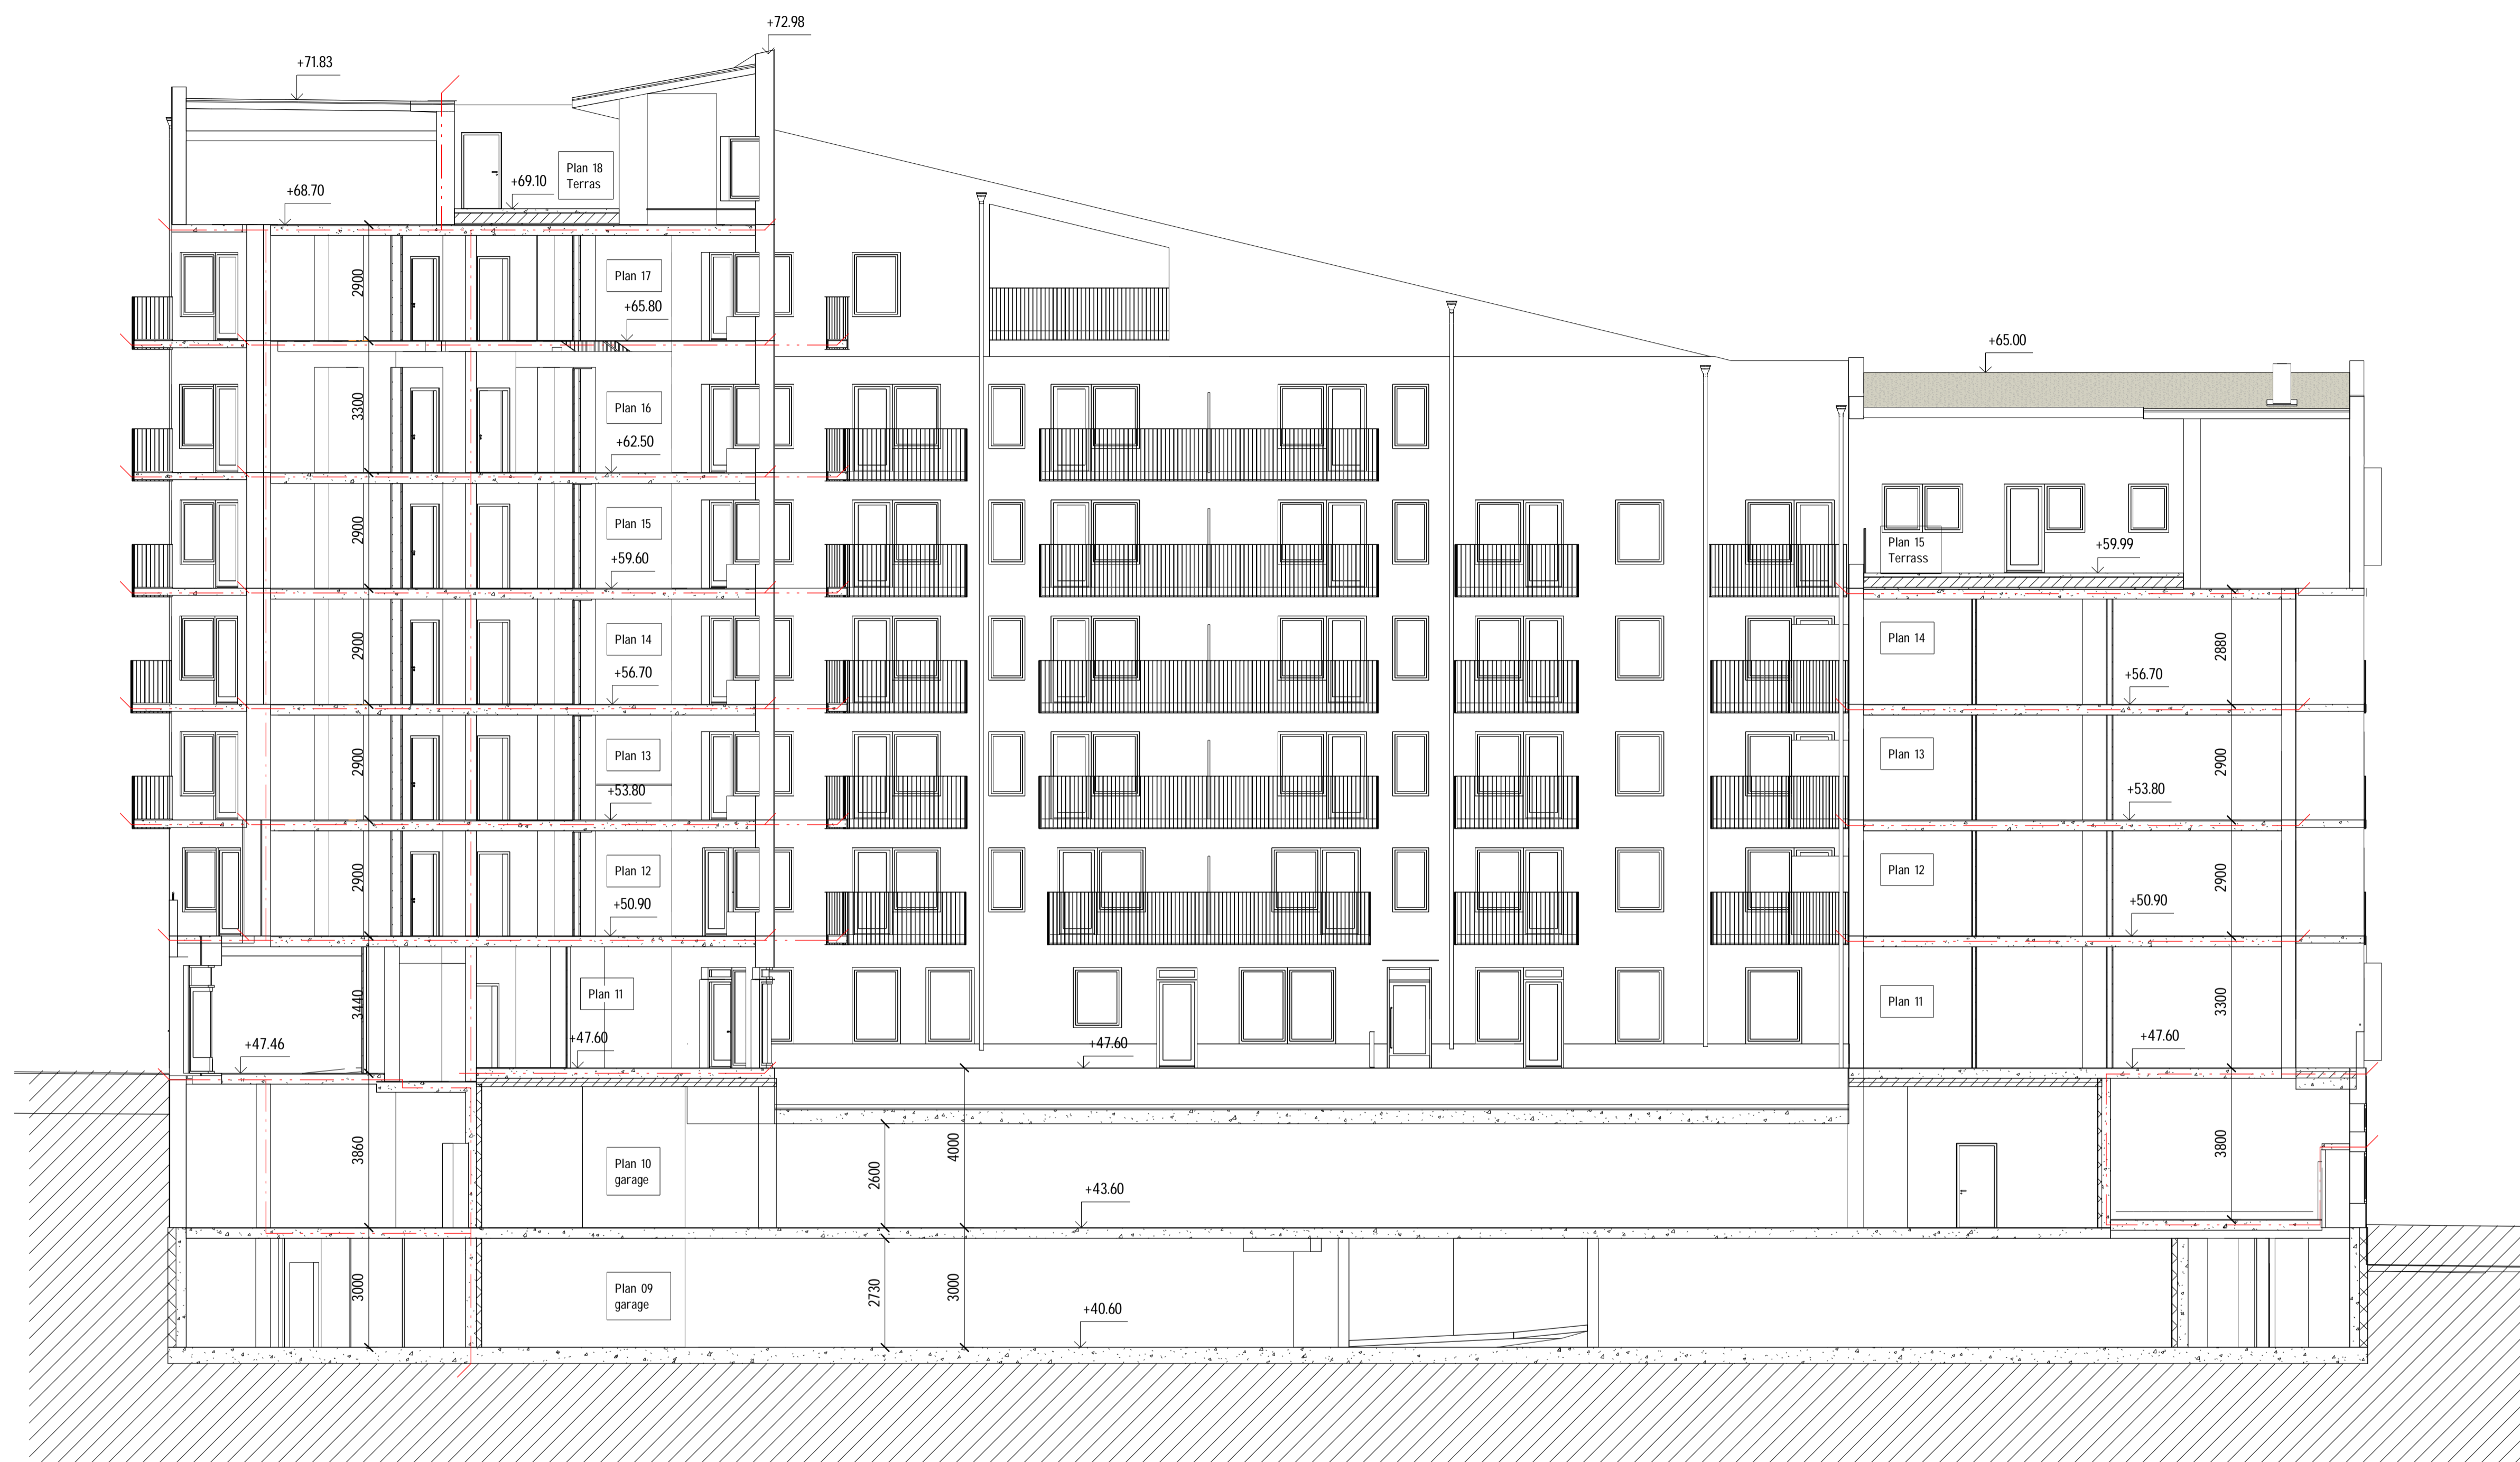 +72.98
+71.83
Plan 18
Terras
+69.10
+68.70
2900
Plan 17
+65.80
+65.00
3300
Plan 16
+62.50
2900
Plan 15
+59.60
Plan 15
Terrass
+59.99
2900
Plan 14
+56.70
Plan 14
2880
+56.70
2900
Plan 13
+53.80
Plan 13
2900
+53.80
2900
Plan 12
+50.90
Plan 12
2900
+50.90
3440
Plan 11
+47.46
+47.60
+47.60
Plan 11
3300
+47.60
3860
Plan 10
garage
2600
4000
+43.60
3800
3000
Plan 09
garage
2730
3000
+40.60